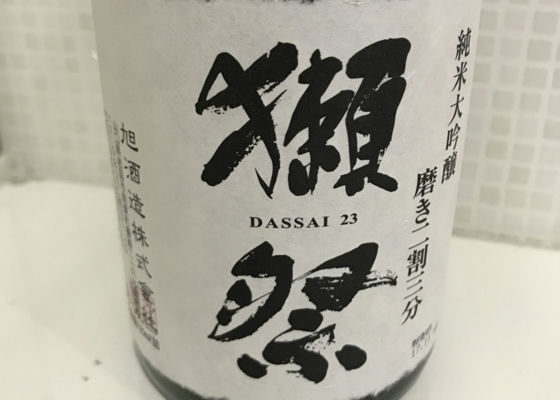 純米大吟醸
磨き二割三分
獺祭
DASSAI 23
旭酒造株式会社